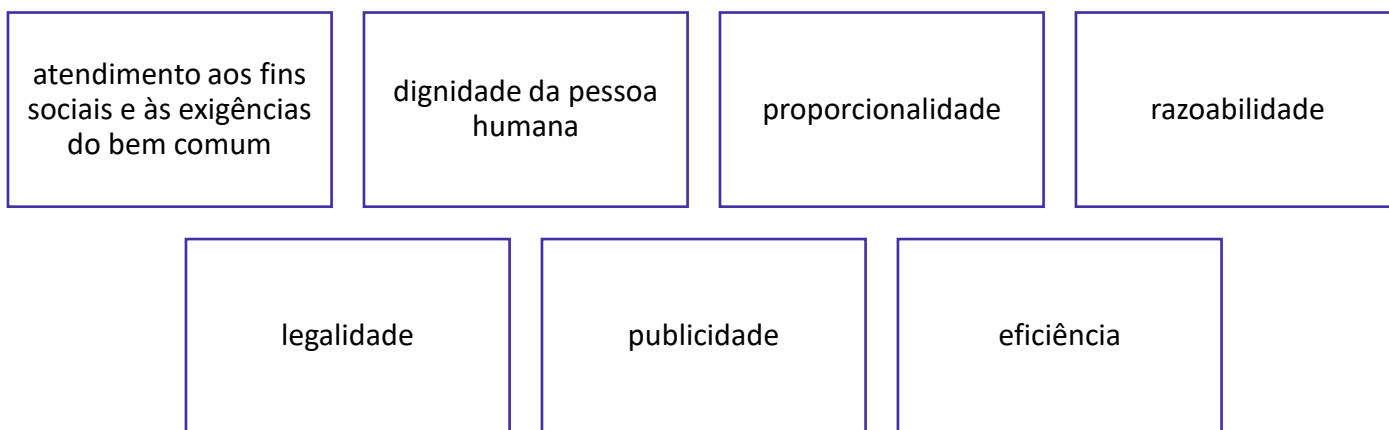 atendimento aos fins
sociais e às exigências
do bem comum
dignidade da pessoa
humana
proporcionalidade
razoabilidade
legalidade
publicidade
eficiência